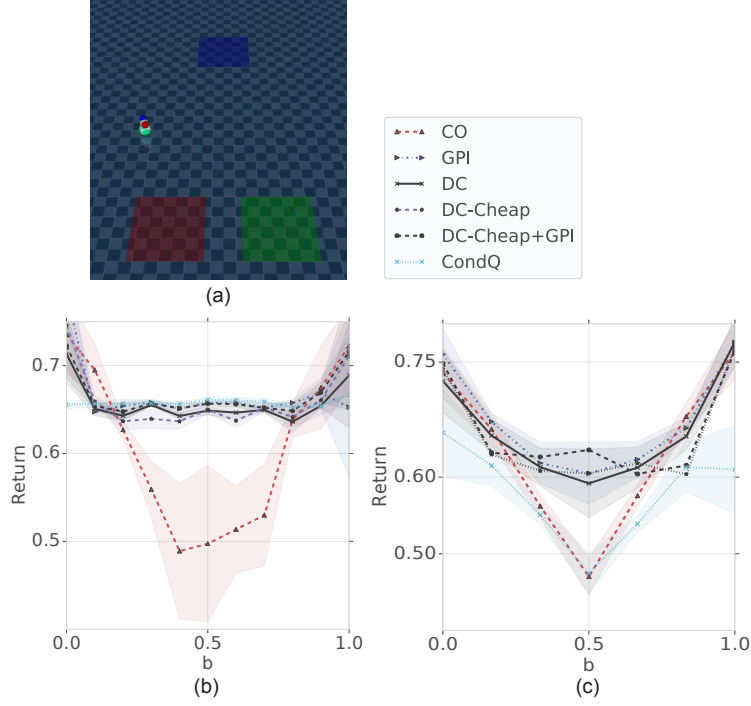 CO
GPI
DC
DC-Cheap
DC-Cheap+GPI
CondQ
(a)
0.7
0.6
0.5
Return
0.0
0.5
1.0
b
(b)
0.75
0.60
0.50
Return
0.0
0.5
1.0
b
(c)